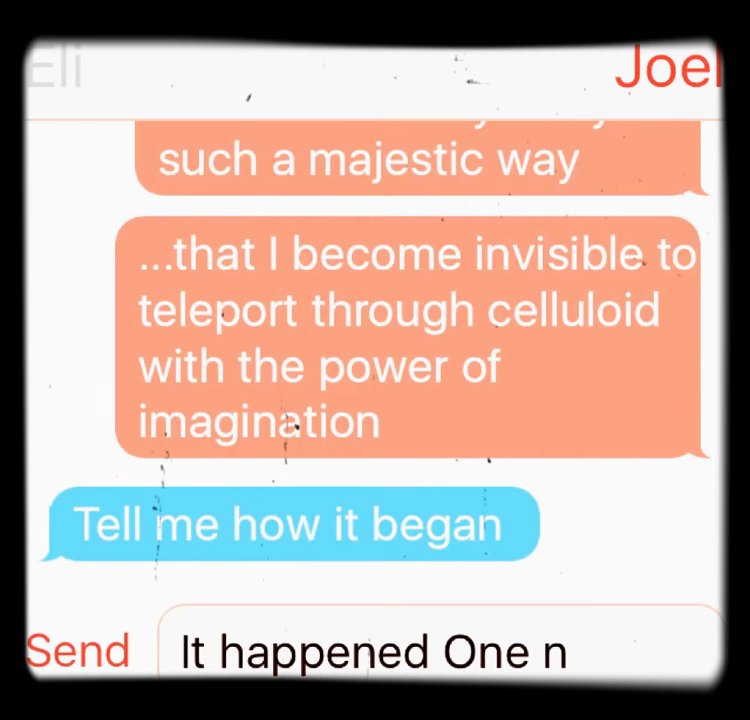 Eli
Joel
such a majestic way
...that I become invisible to
teleport through celluloid
with the power of
imagination
Tell me how it began
Send
It happened One n